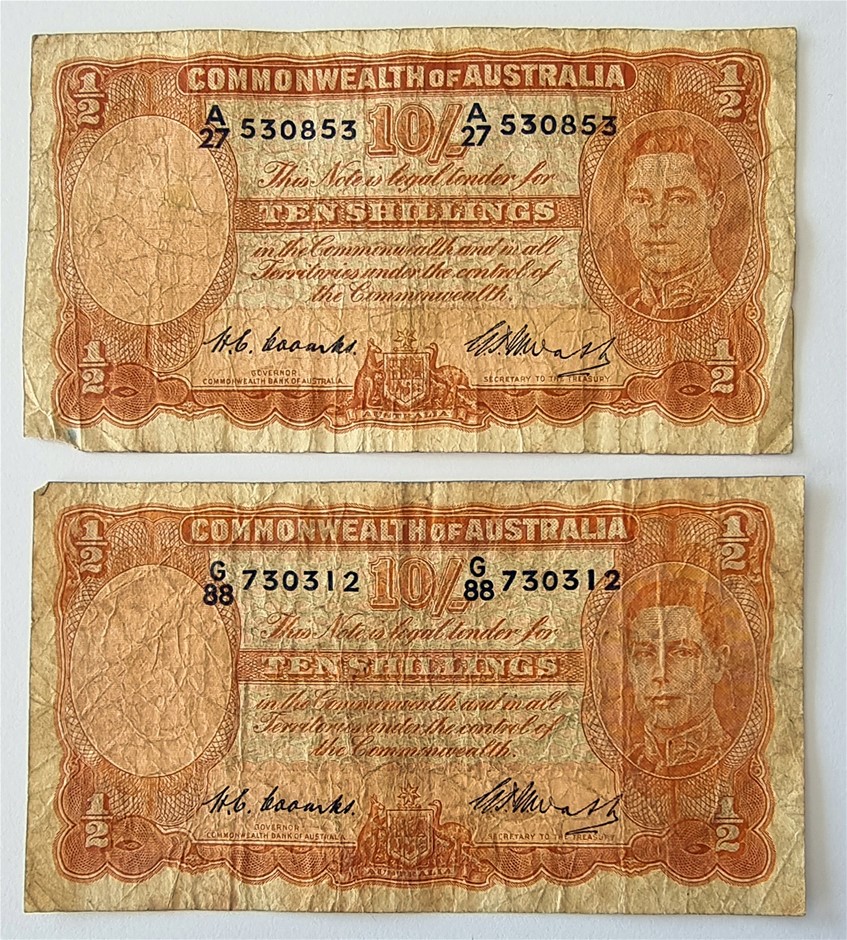 1/2 COMMONWEALTH OF AUSTRALIA 1/2
A/27 530853 10/- A/27 530853
This Note is legal tender for
TEN SHILLINGS
in the Commonwealth and in all
Territories under the control of
the Commonwealth.
1/2 H.C. Coombs. 1/2
GOVERNOR SECRETARY TO THE TREASURY
COMMONWEALTH BANK OF AUSTRALIA
AUSTRALIA
1/2 COMMONWEALTH OF AUSTRALIA 1/2
G/88 730312 10/- G/88 730312
This Note is legal tender for
TEN SHILLINGS
in the Commonwealth and in all
Territories under the control of
the Commonwealth.
1/2 H.C. Coombs. 1/2
GOVERNOR SECRETARY TO THE TREASURY
COMMONWEALTH BANK OF AUSTRALIA
AUSTRALIA